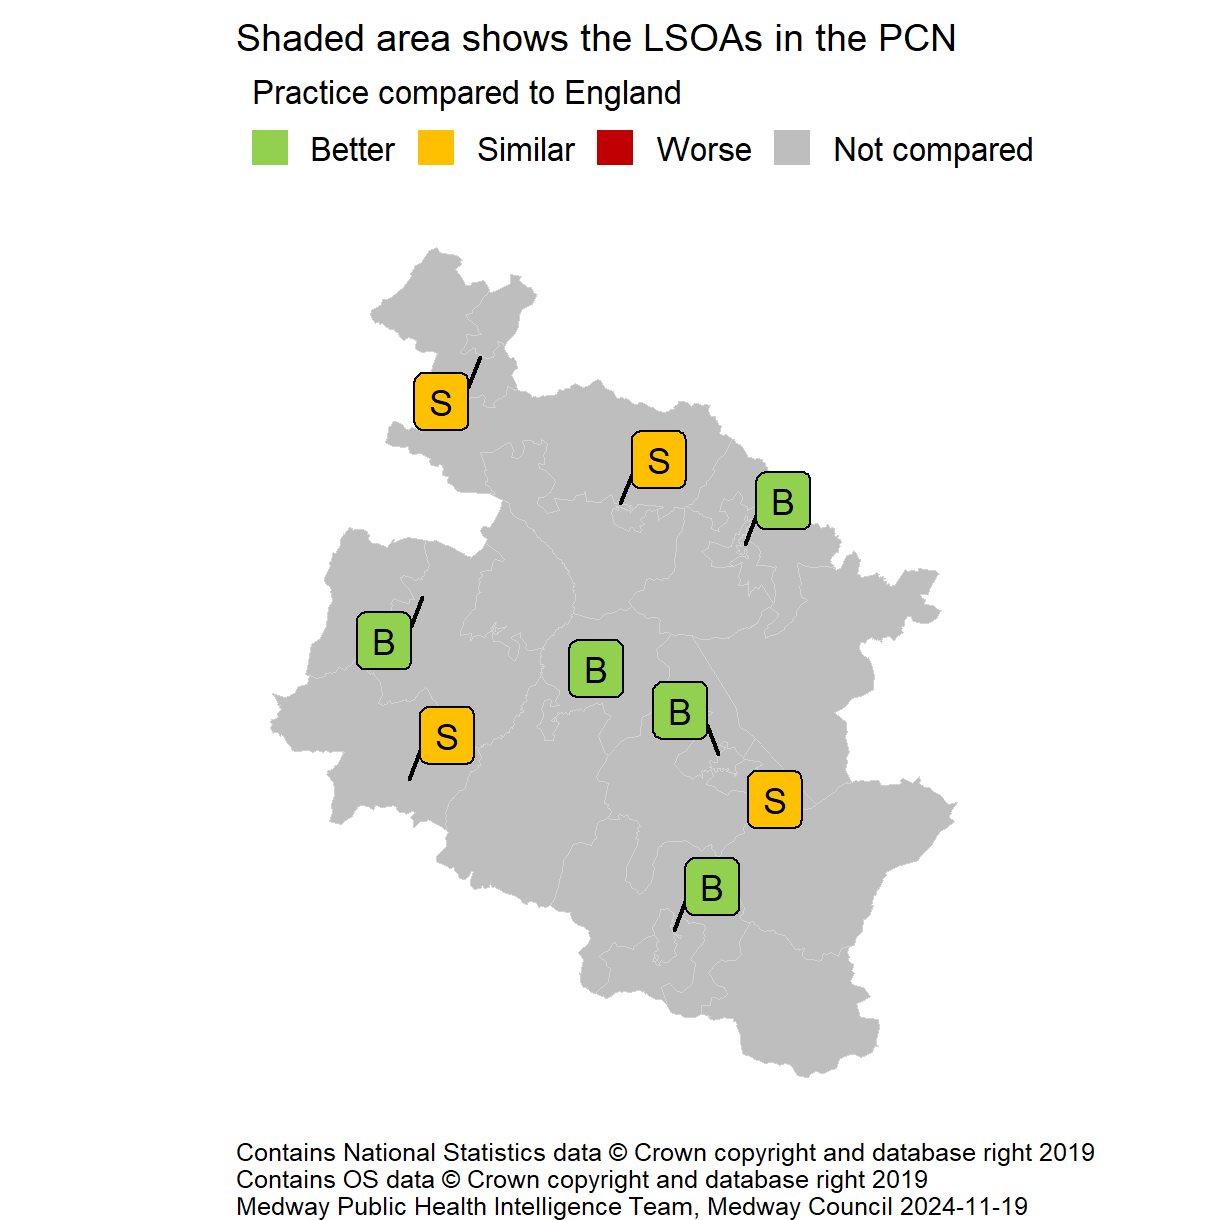 Shaded area shows the LSOAs in the PCN
Practice compared to England
Better Similar Worse Not compared
S
S
B
B
B
B
S
S
B
Contains National Statistics data © Crown copyright and database right 2019
Contains OS data © Crown copyright and database right 2019
Medway Public Health Intelligence Team, Medway Council 2024-11-19